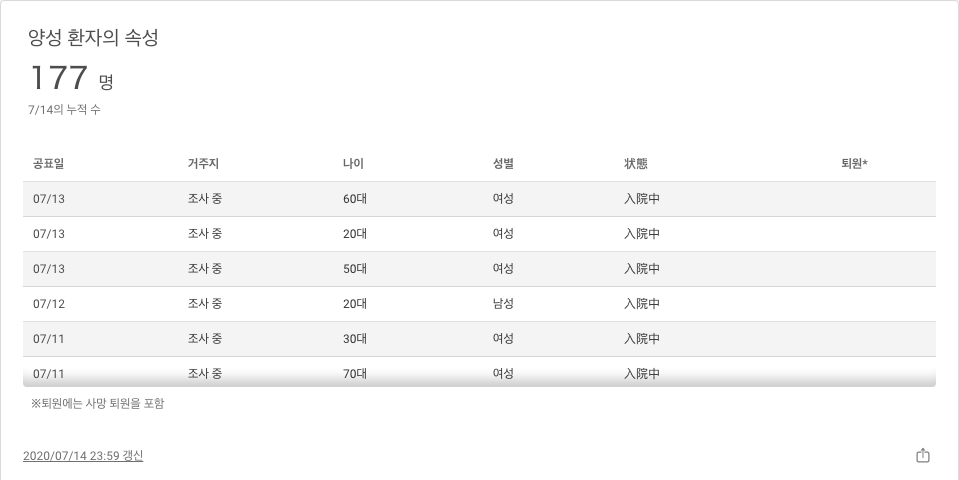 양성 환자의 속성
177 명
7/14의 누적 수
공표일 거주지 나이 성별 状態 퇴원*
07/13 조사 중 60대 여성 入院中
07/13 조사 중 20대 여성 入院中
07/13 조사 중 50대 여성 入院中
07/12 조사 중 20대 남성 入院中
07/11 조사 중 30대 여성 入院中
07/11 조사 중 70대 여성 入院中
※퇴원에는 사망 퇴원을 포함
2020/07/14 23:59 갱신